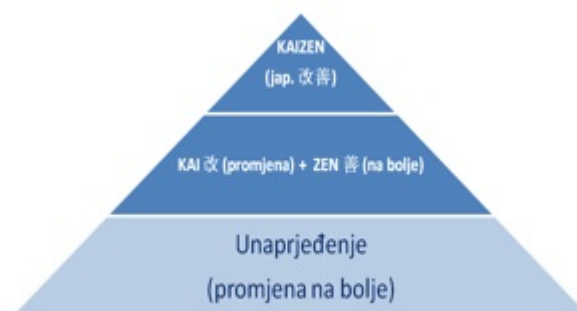 KAIZEN
(jap. 改善)
KAI 改 (promjena) + ZEN 善 (na bolje)
Unaprjeđenje
(promjena na bolje)